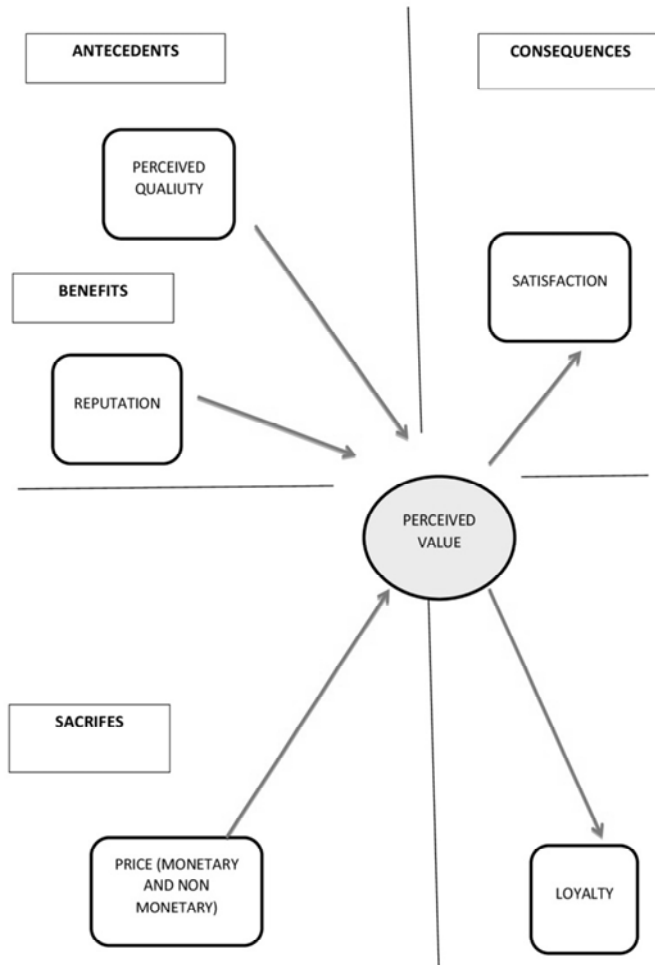 ANTECEDENTS
CONSEQUENCES
PERCEIVED
QUALIUTY
BENEFITS
SATISFACTION
REPUTATION
PERCEIVED
VALUE
SACRIFES
PRICE (MONETARY
AND NON
MONETARY)
LOYALTY